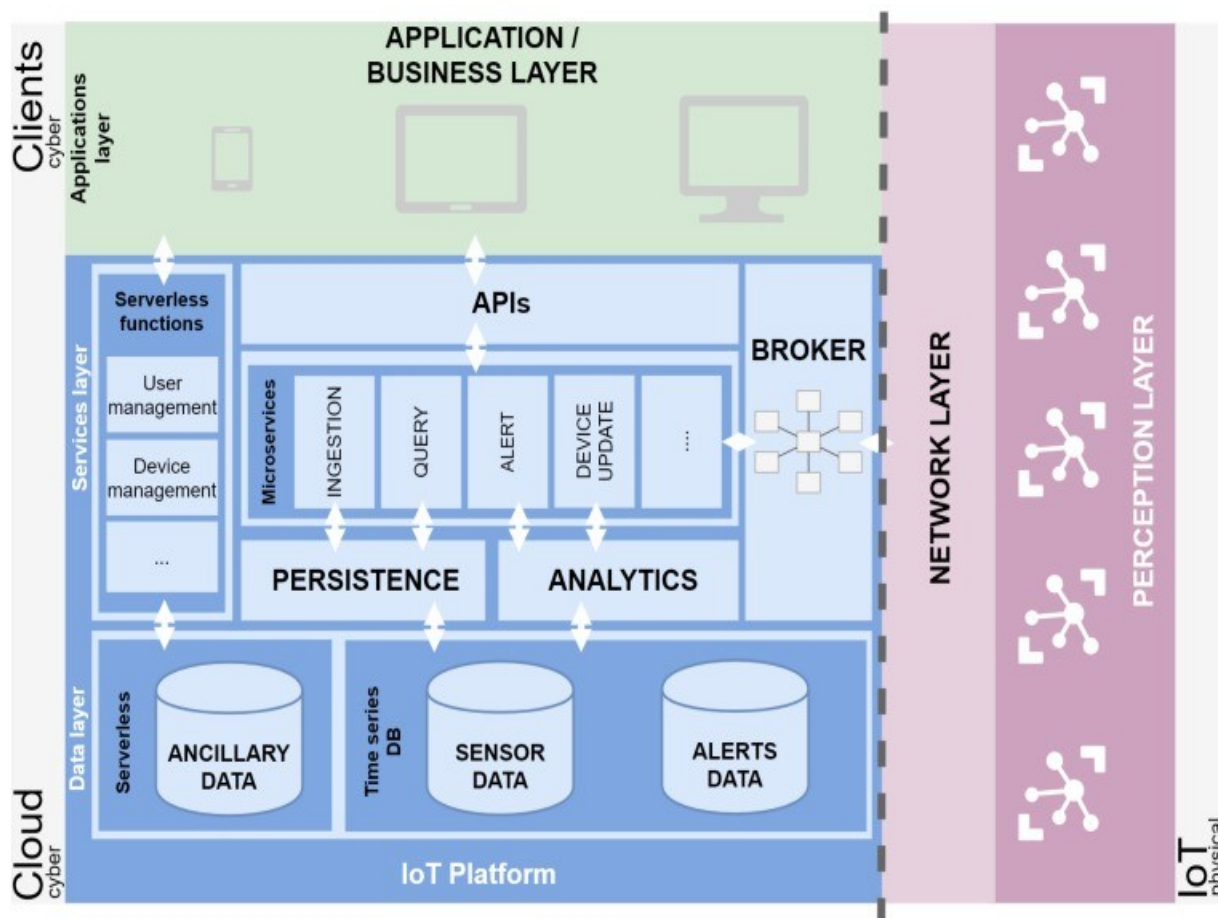 Clients
cyber
Applications
layer
APPLICATION /
BUSINESS LAYER
Services layer
Serverless
functions
User
management
Device
management
...
APIs
Microservices
INGESTION
QUERY
ALERT
DEVICE
UPDATE
.....
BROKER
PERSISTENCE
ANALYTICS
Cloud
cyber
Data layer
Serverless
ANCILLARY
DATA
Time series
DB
SENSOR
DATA
ALERTS
DATA
IoT Platform
NETWORK LAYER
PERCEPTION LAYER
IoT
physical